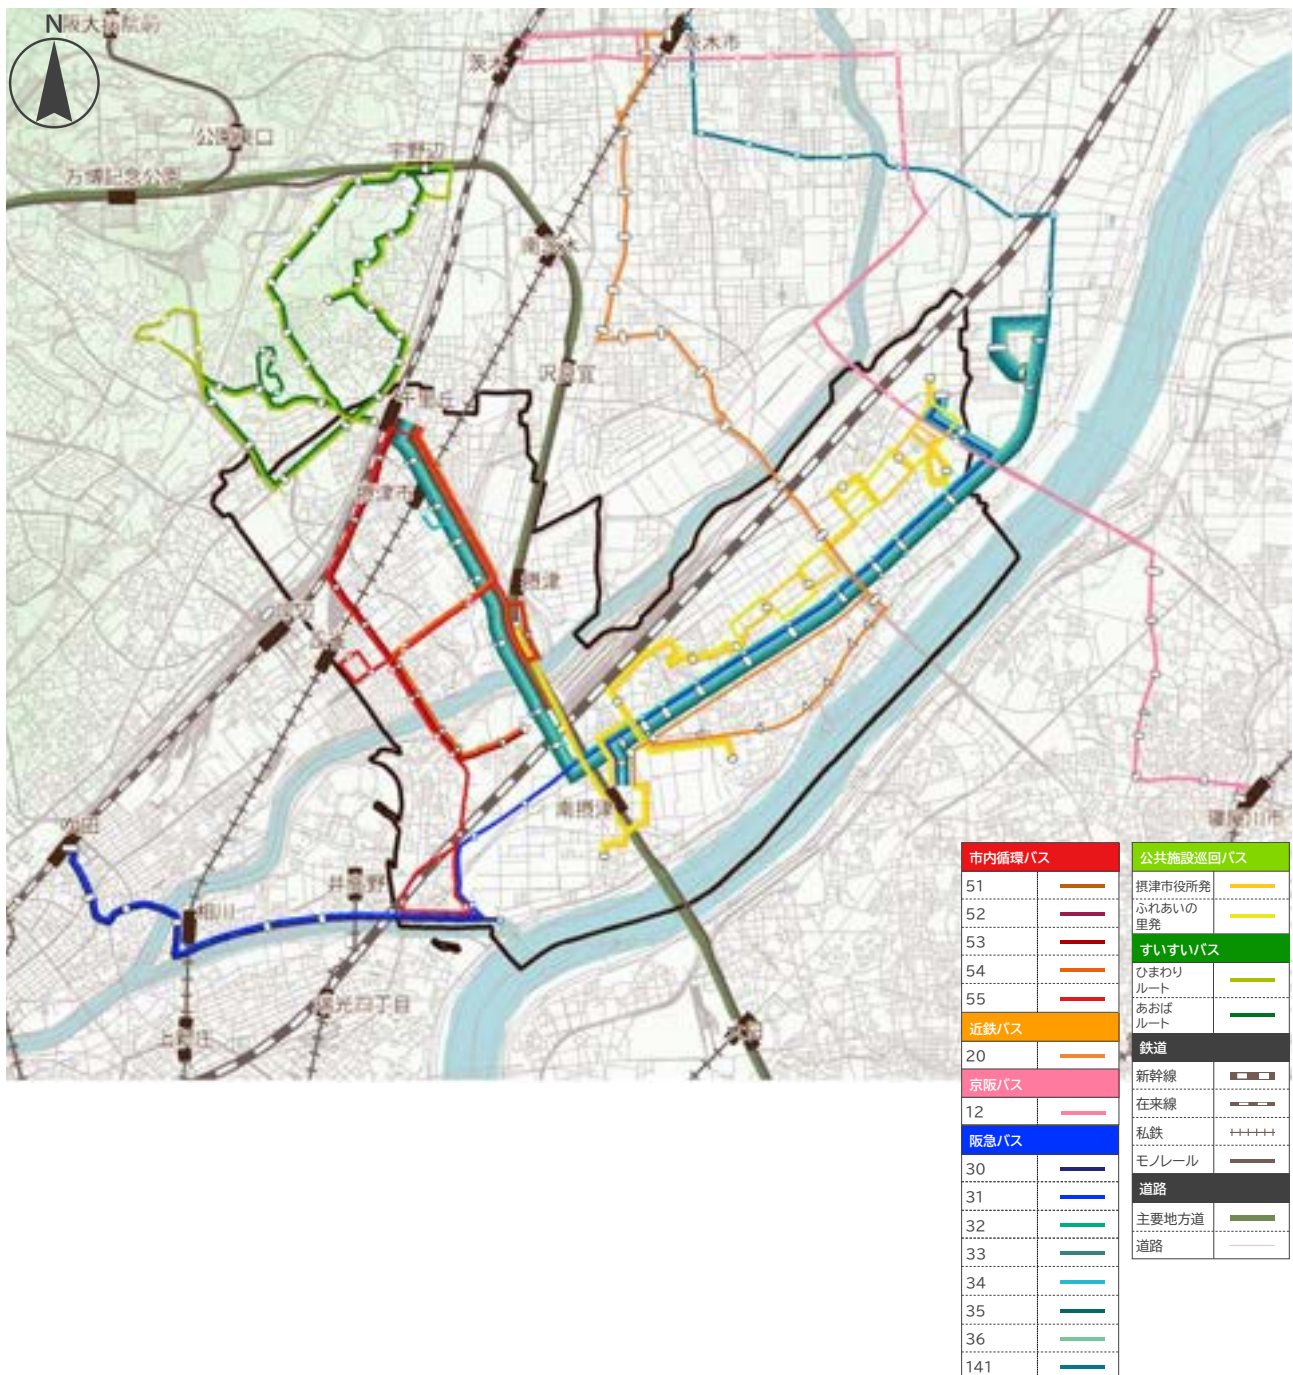 N
茨木市
茨木
公園東口
宇野辺
万博記念公園
南茨木
沢良宜
千里丘
摂津市
摂津
南摂津
吹田
相川
井高野
瑞光四丁目
上新庄
寝屋川市
市内循環バス
51
52
53
54
55
近鉄バス
20
京阪バス
12
阪急バス
30
31
32
33
34
35
36
141
公共施設巡回バス
摂津市役所発
ふれあいの
里発
すいすいバス
ひまわり
ルート
あおば
ルート
鉄道
新幹線
在来線
私鉄
モノレール
道路
主要地方道
道路